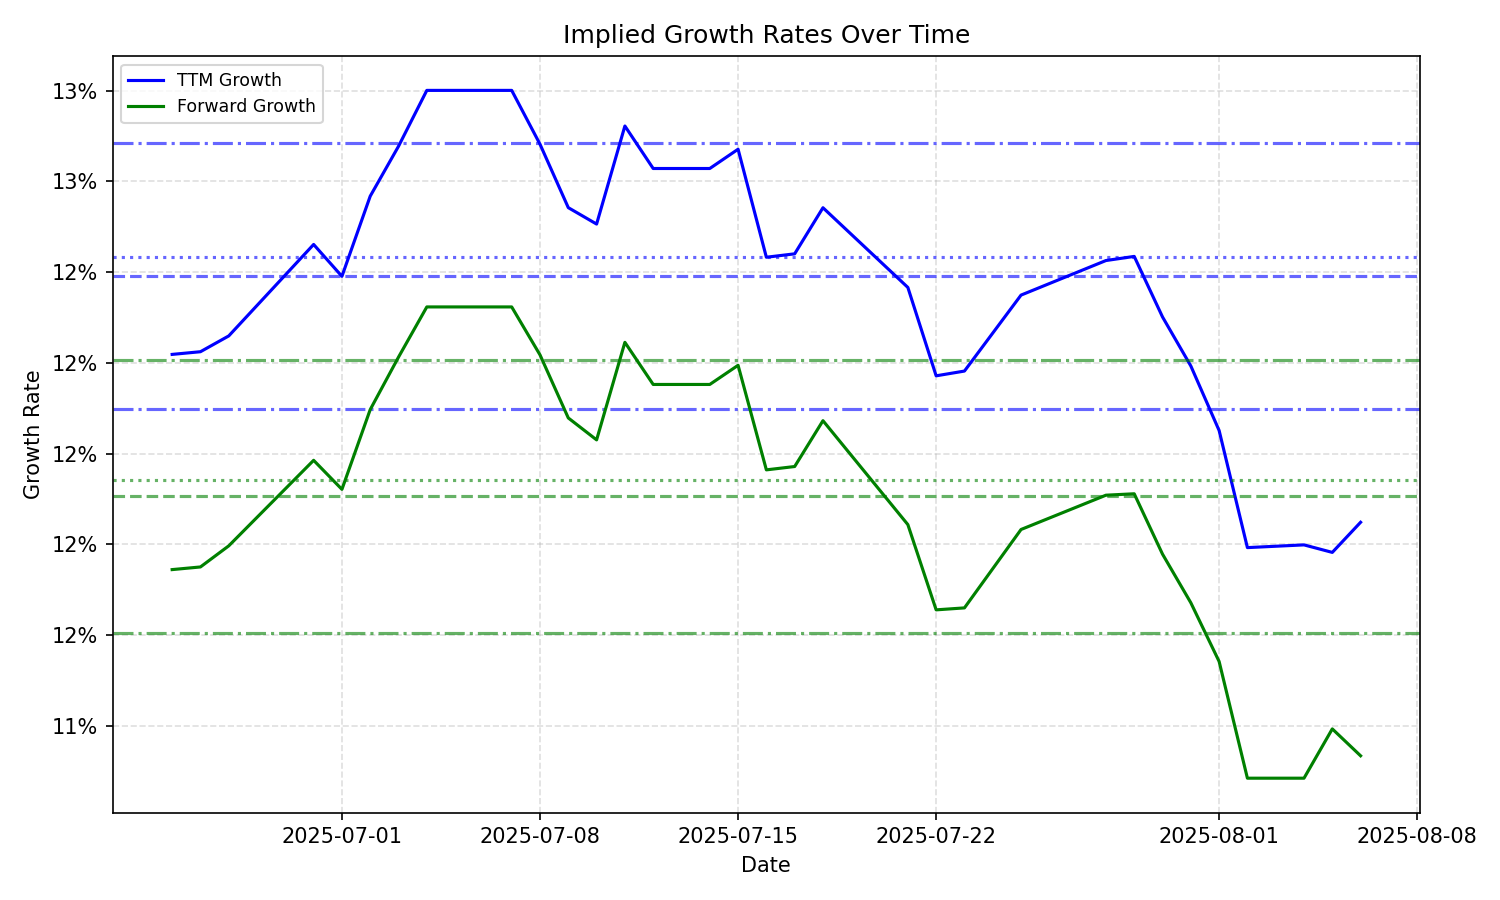 Implied Growth Rates Over Time
TTM Growth
Forward Growth
13%
13%
12%
12%
12%
12%
12%
11%
Growth Rate
2025-07-01
2025-07-08
2025-07-15
2025-07-22
2025-08-01
2025-08-08
Date